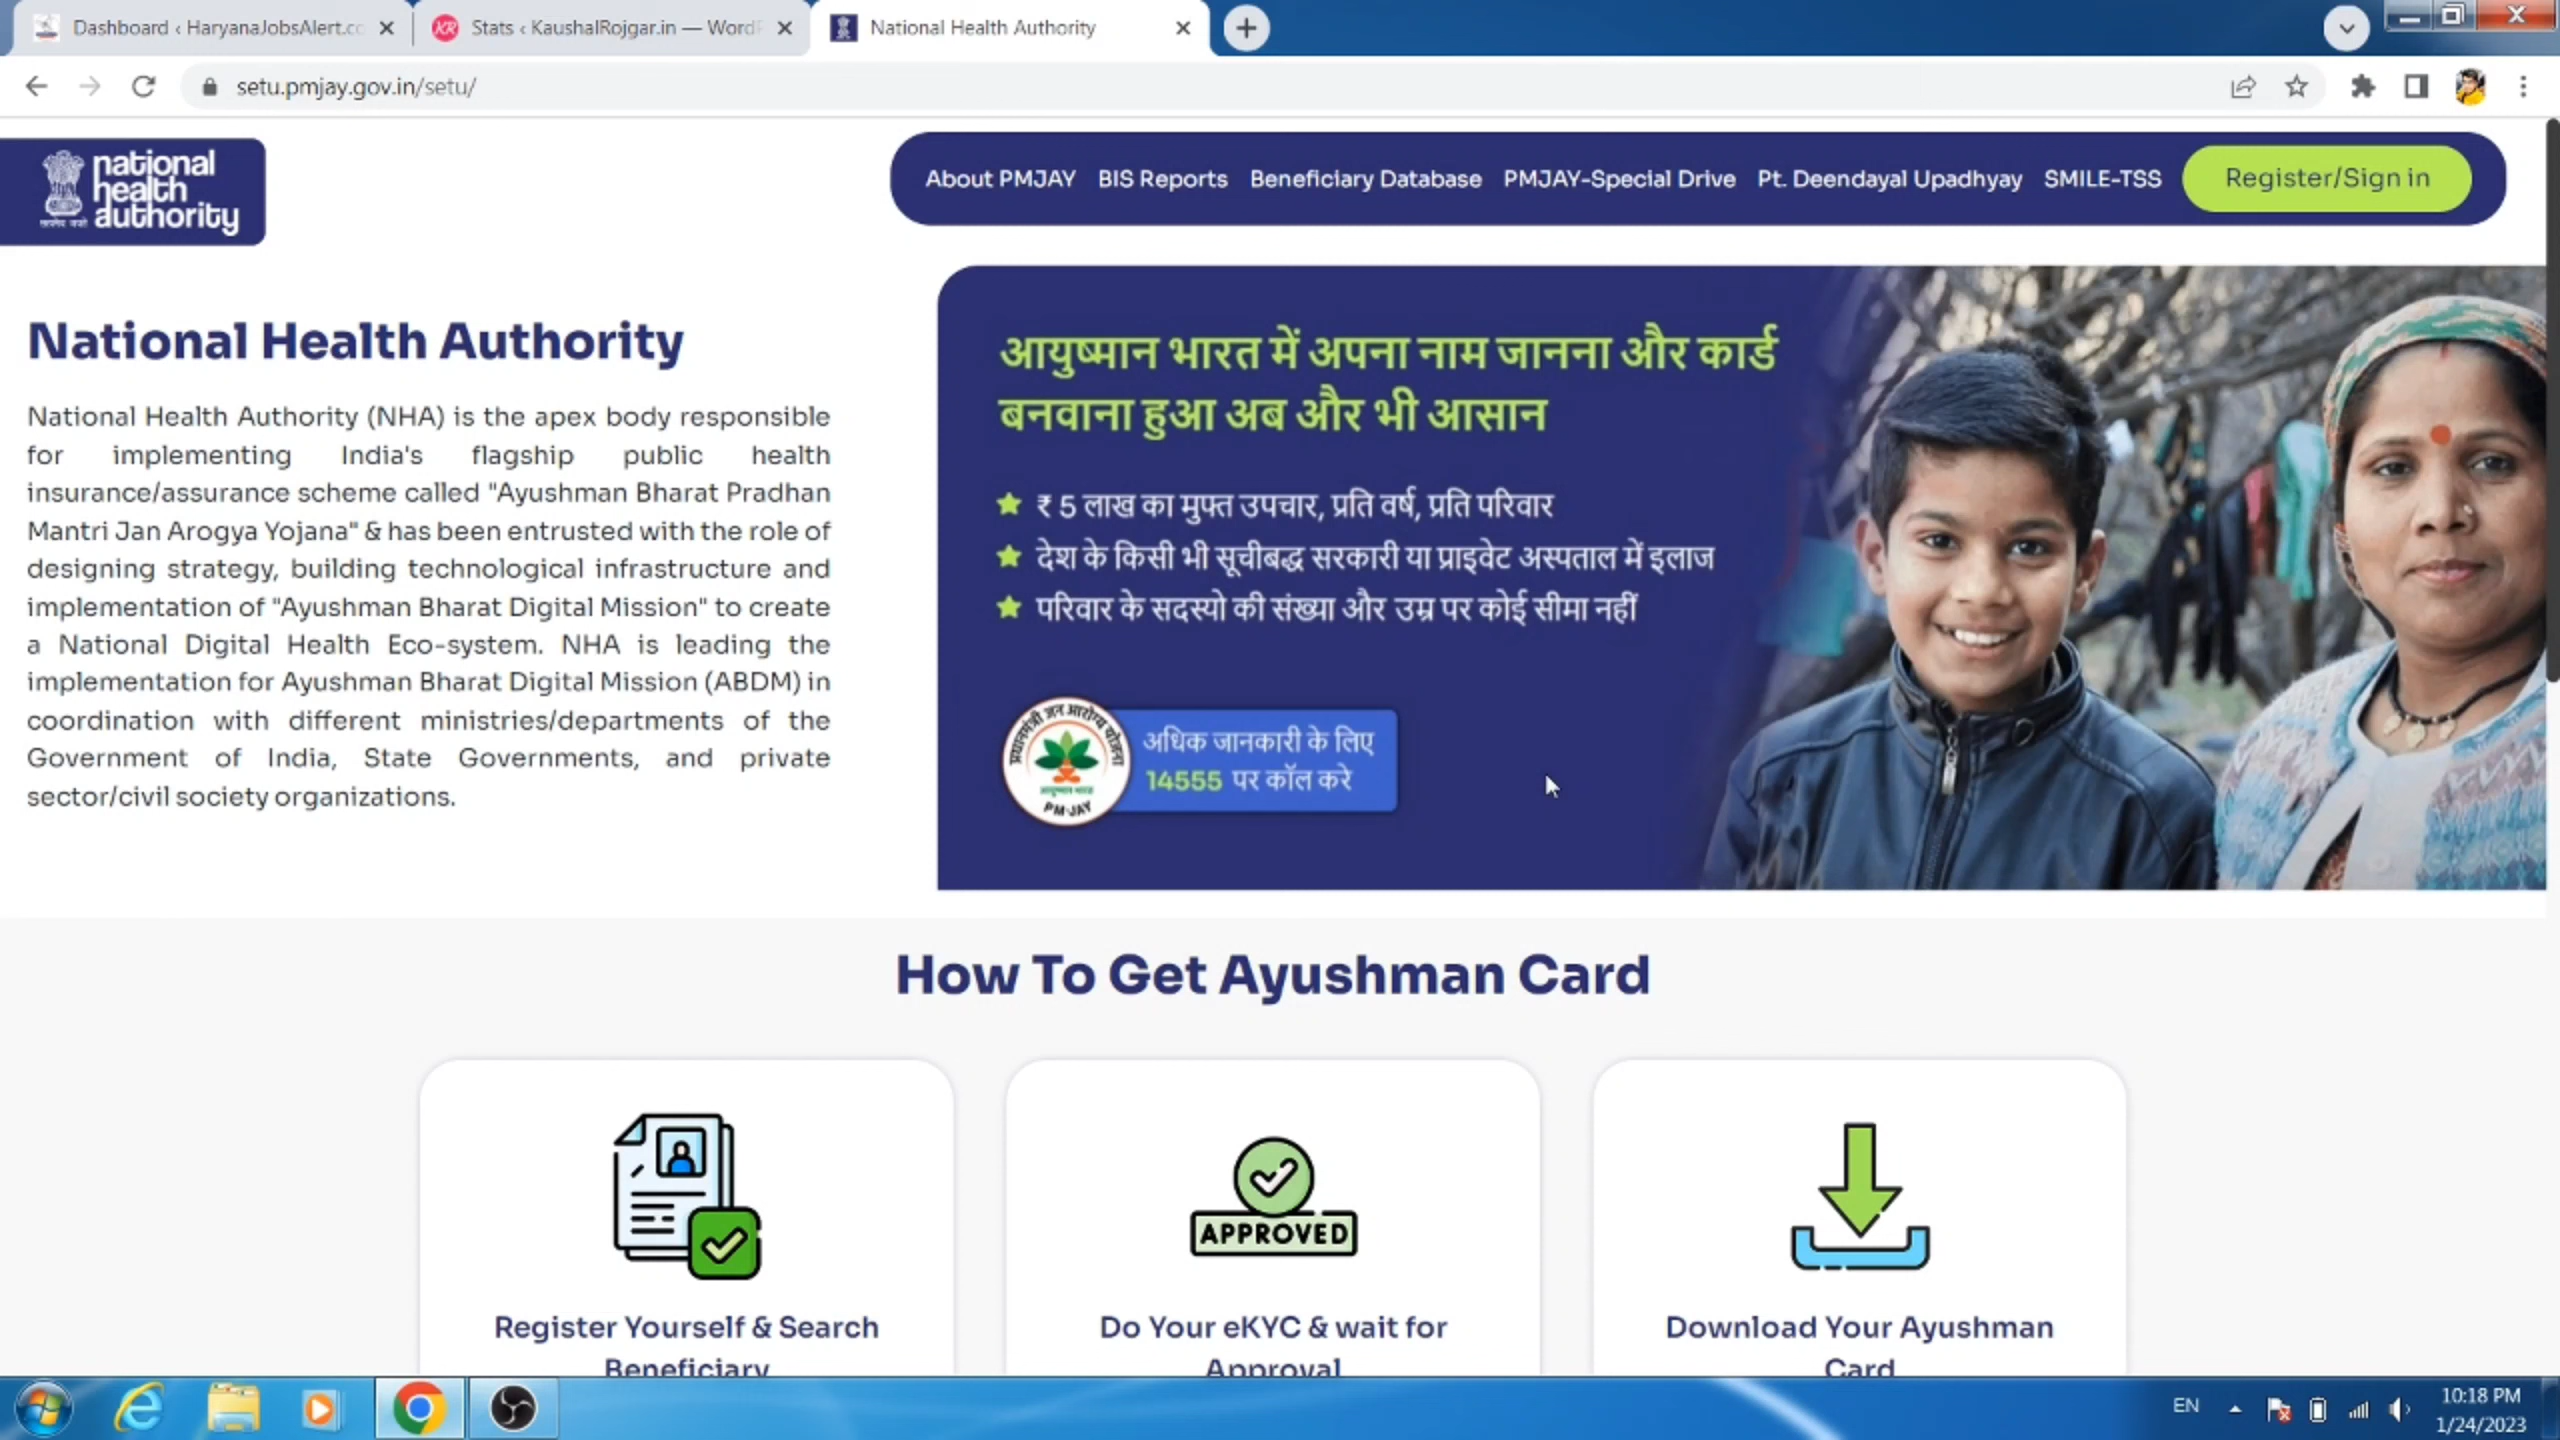 Dashboard ‹ HaryanaJobsAlert.co
Stats ‹ KaushalRojgar.in — WordP
National Health Authority
setu.pmjay.gov.in/setu/
national
health
authority
About PMJAY
BIS Reports
Beneficiary Database
PMJAY-Special Drive
Pt. Deendayal Upadhyay
SMILE-TSS
Register/Sign in
National Health Authority
National Health Authority (NHA) is the apex body responsible
for implementing India's flagship public health
insurance/assurance scheme called "Ayushman Bharat Pradhan
Mantri Jan Arogya Yojana" & has been entrusted with the role of
designing strategy, building technological infrastructure and
implementation of "Ayushman Bharat Digital Mission" to create
a National Digital Health Eco-system. NHA is leading the
implementation for Ayushman Bharat Digital Mission (ABDM) in
coordination with different ministries/departments of the
Government of India, State Governments, and private
sector/civil society organizations.
आयुष्मान भारत में अपना नाम जानना और कार्ड
बनवाना हुआ अब और भी आसान
₹ 5 लाख का मुफ्त उपचार, प्रति वर्ष, प्रति परिवार
देश के किसी भी सूचीबद्ध सरकारी या प्राइवेट अस्पताल में इलाज
परिवार के सदस्यो की संख्या और उम्र पर कोई सीमा नहीं
प्रधानमंत्री जन आरोग्य योजना
PM-JAY
अधिक जानकारी के लिए
14555 पर कॉल करे
How To Get Ayushman Card
APPROVED
Register Yourself & Search
Beneficiary
Do Your eKYC & wait for
Approval
Download Your Ayushman
Card
EN
10:18 PM
1/24/2023